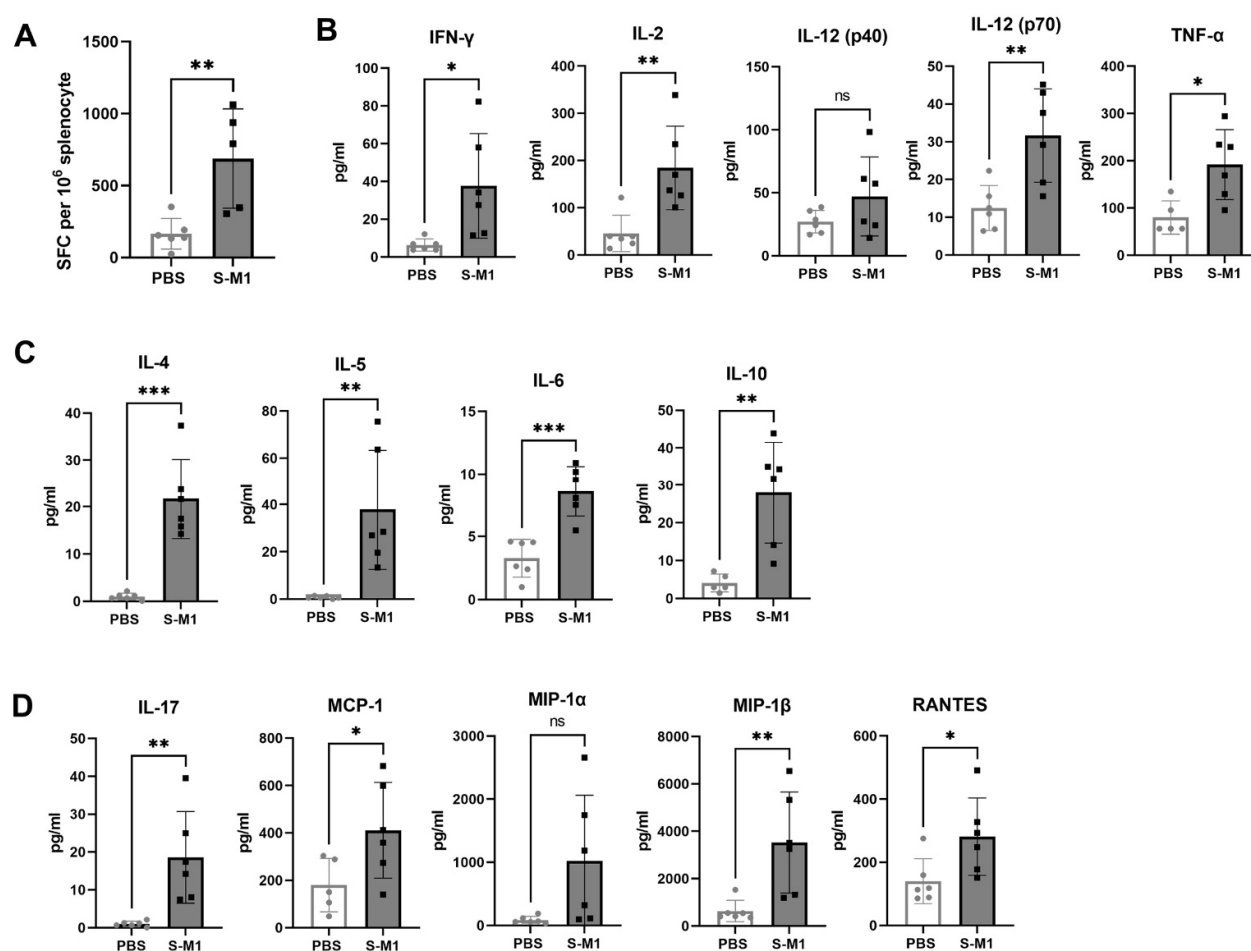 A
SFC per 10⁶ splenocyte
1500
1000
500
0
**
PBS S-M1
B
IFN-γ
pg/ml
100
80
60
40
20
0
*
PBS S-M1
IL-2
pg/ml
400
300
200
100
0
**
PBS S-M1
IL-12 (p40)
pg/ml
150
100
50
0
ns
PBS S-M1
IL-12 (p70)
pg/ml
50
40
30
20
10
0
**
PBS S-M1
TNF-α
pg/ml
400
300
200
100
0
*
PBS S-M1
C
IL-4
pg/ml
40
30
20
10
0
***
PBS S-M1
IL-5
pg/ml
80
60
40
20
0
**
PBS S-M1
IL-6
pg/ml
15
10
5
0
***
PBS S-M1
IL-10
pg/ml
50
40
30
20
10
0
**
PBS S-M1
D
IL-17
pg/ml
50
40
30
20
10
0
**
PBS S-M1
MCP-1
pg/ml
800
600
400
200
0
*
PBS S-M1
MIP-1α
pg/ml
3000
2000
1000
0
ns
PBS S-M1
MIP-1β
pg/ml
8000
6000
4000
2000
0
**
PBS S-M1
RANTES
pg/ml
600
400
200
0
*
PBS S-M1